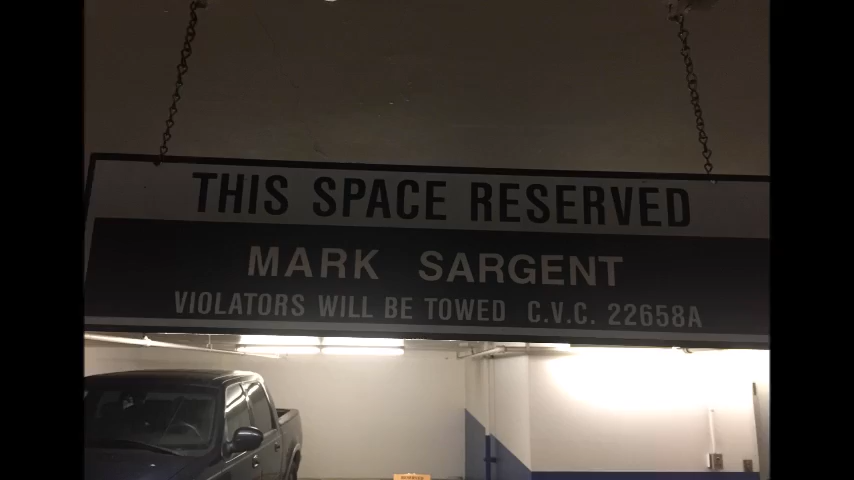 THIS SPACE RESERVED
MARK SARGENT
VIOLATORS WILL BE TOWED C.V.C. 22658A